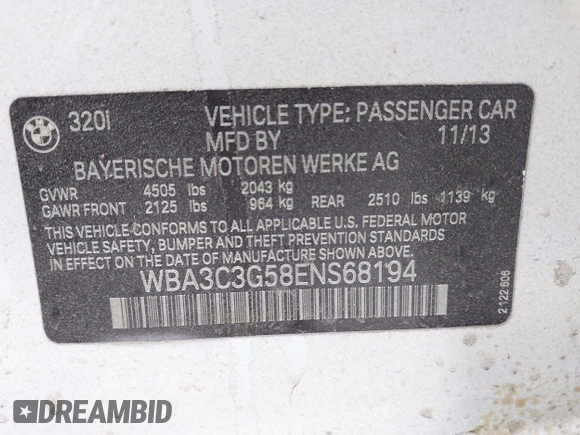 BMW
320i
VEHICLE TYPE: PASSENGER CAR
MFD BY 11/13
BAYERISCHE MOTOREN WERKE AG
GVWR 4505 lbs 2043 kg
GAWR FRONT 2125 lbs 964 kg REAR 2510 lbs 1139 kg
THIS VEHICLE CONFORMS TO ALL APPLICABLE U.S. FEDERAL MOTOR
VEHICLE SAFETY, BUMPER AND THEFT PREVENTION STANDARDS
IN EFFECT ON THE DATE OF MANUFACTURE SHOWN ABOVE.
WBA3C3G58ENS68194
2 122 606
DREAMBID